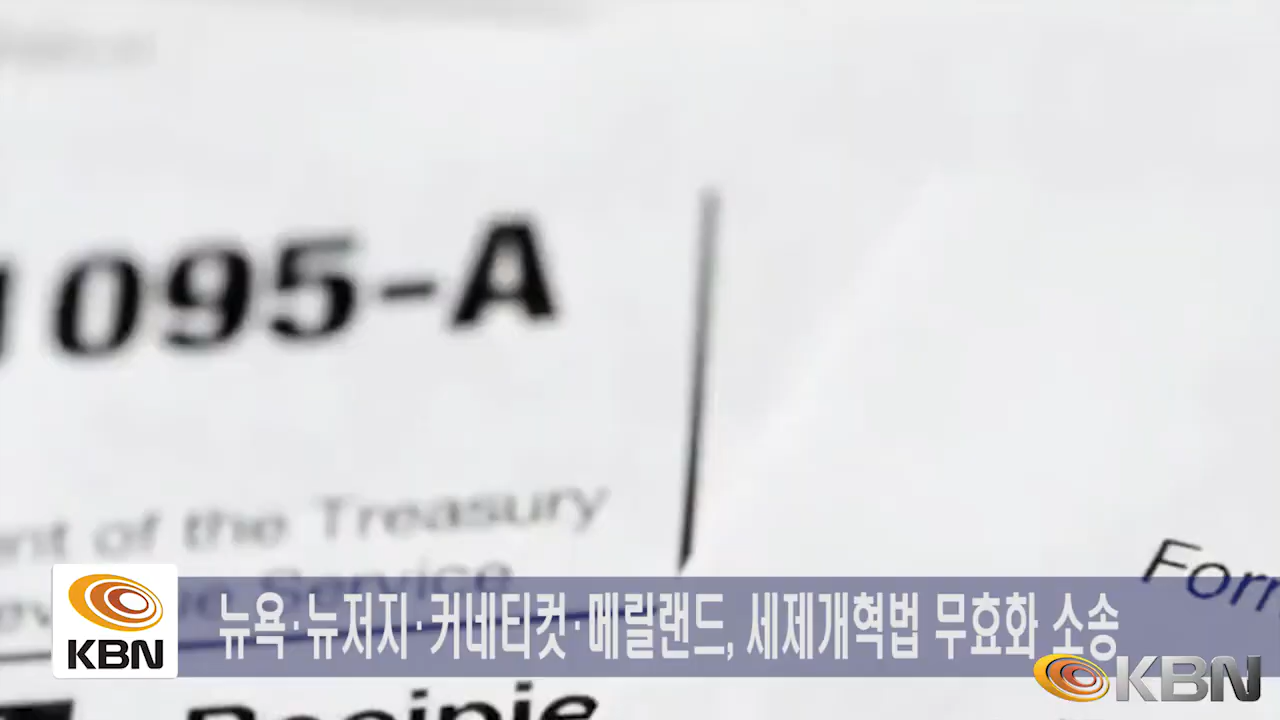 1095-A
of the Treasury
Service
Form
뉴욕·뉴저지·커네티컷·메릴랜드, 세제개혁법 무효화 소송
KBN
KBN